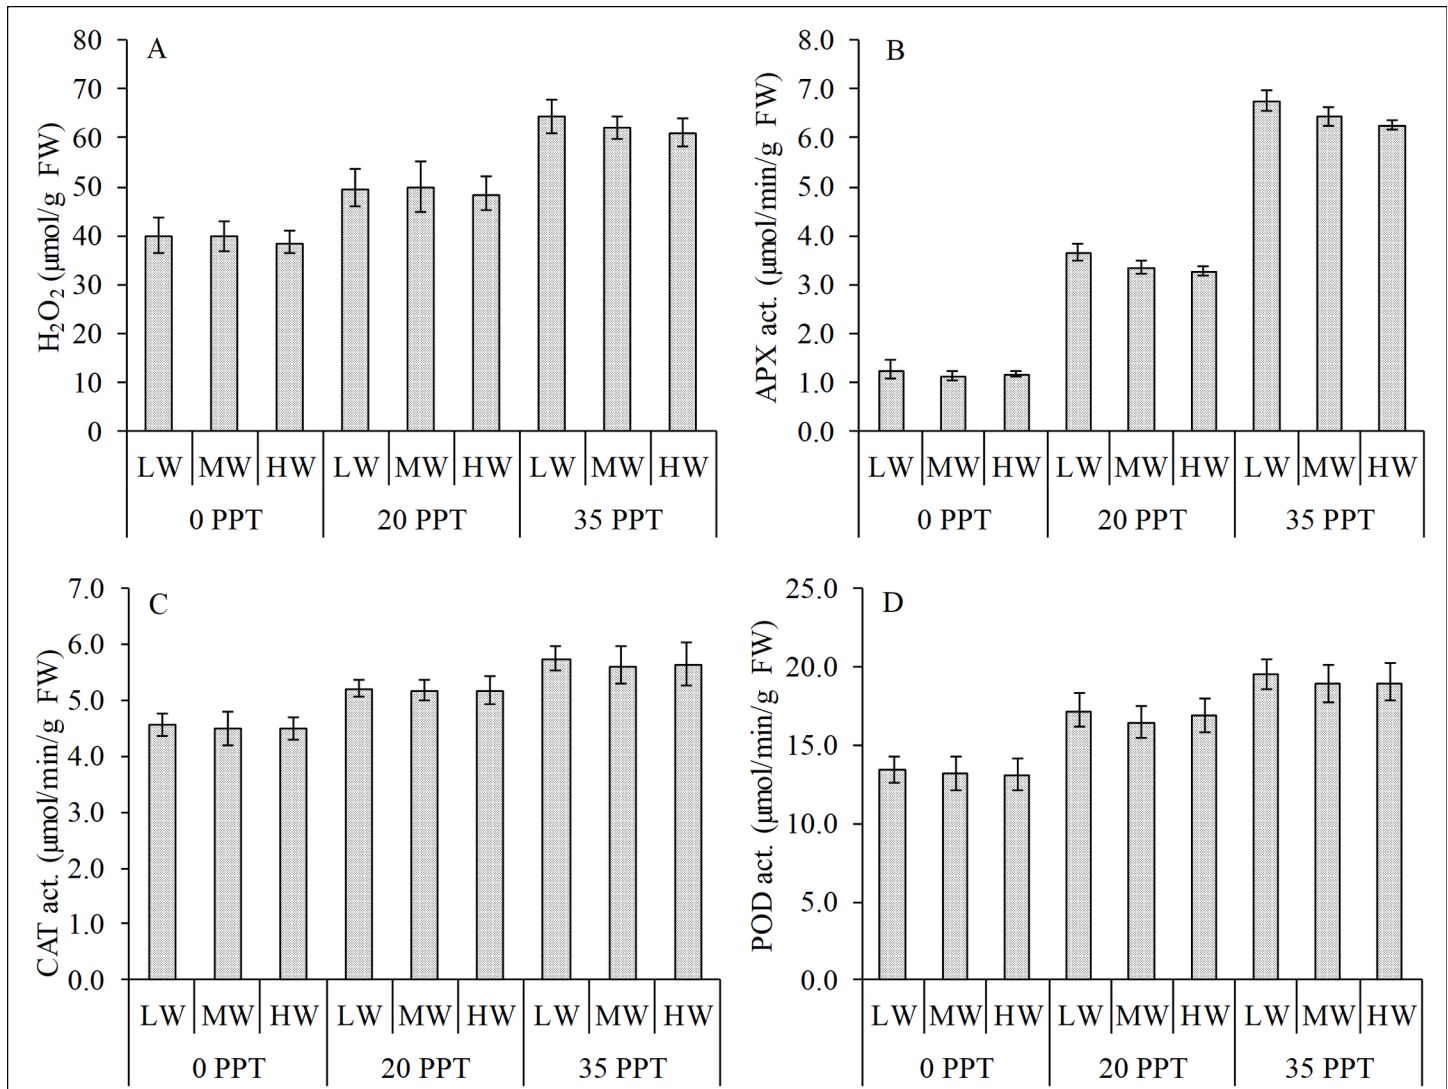 A
H₂O₂ (μmol/g FW)
80
70
60
50
40
30
20
10
0
LW MW HW LW MW HW LW MW HW
0 PPT 20 PPT 35 PPT
B
APX act. (μmol/min/g FW)
8.0
7.0
6.0
5.0
4.0
3.0
2.0
1.0
0.0
LW MW HW LW MW HW LW MW HW
0 PPT 20 PPT 35 PPT
C
CAT act. (μmol/min/g FW)
7.0
6.0
5.0
4.0
3.0
2.0
1.0
0.0
LW MW HW LW MW HW LW MW HW
0 PPT 20 PPT 35 PPT
D
POD act. (μmol/min/g FW)
25.0
20.0
15.0
10.0
5.0
0.0
LW MW HW LW MW HW LW MW HW
0 PPT 20 PPT 35 PPT